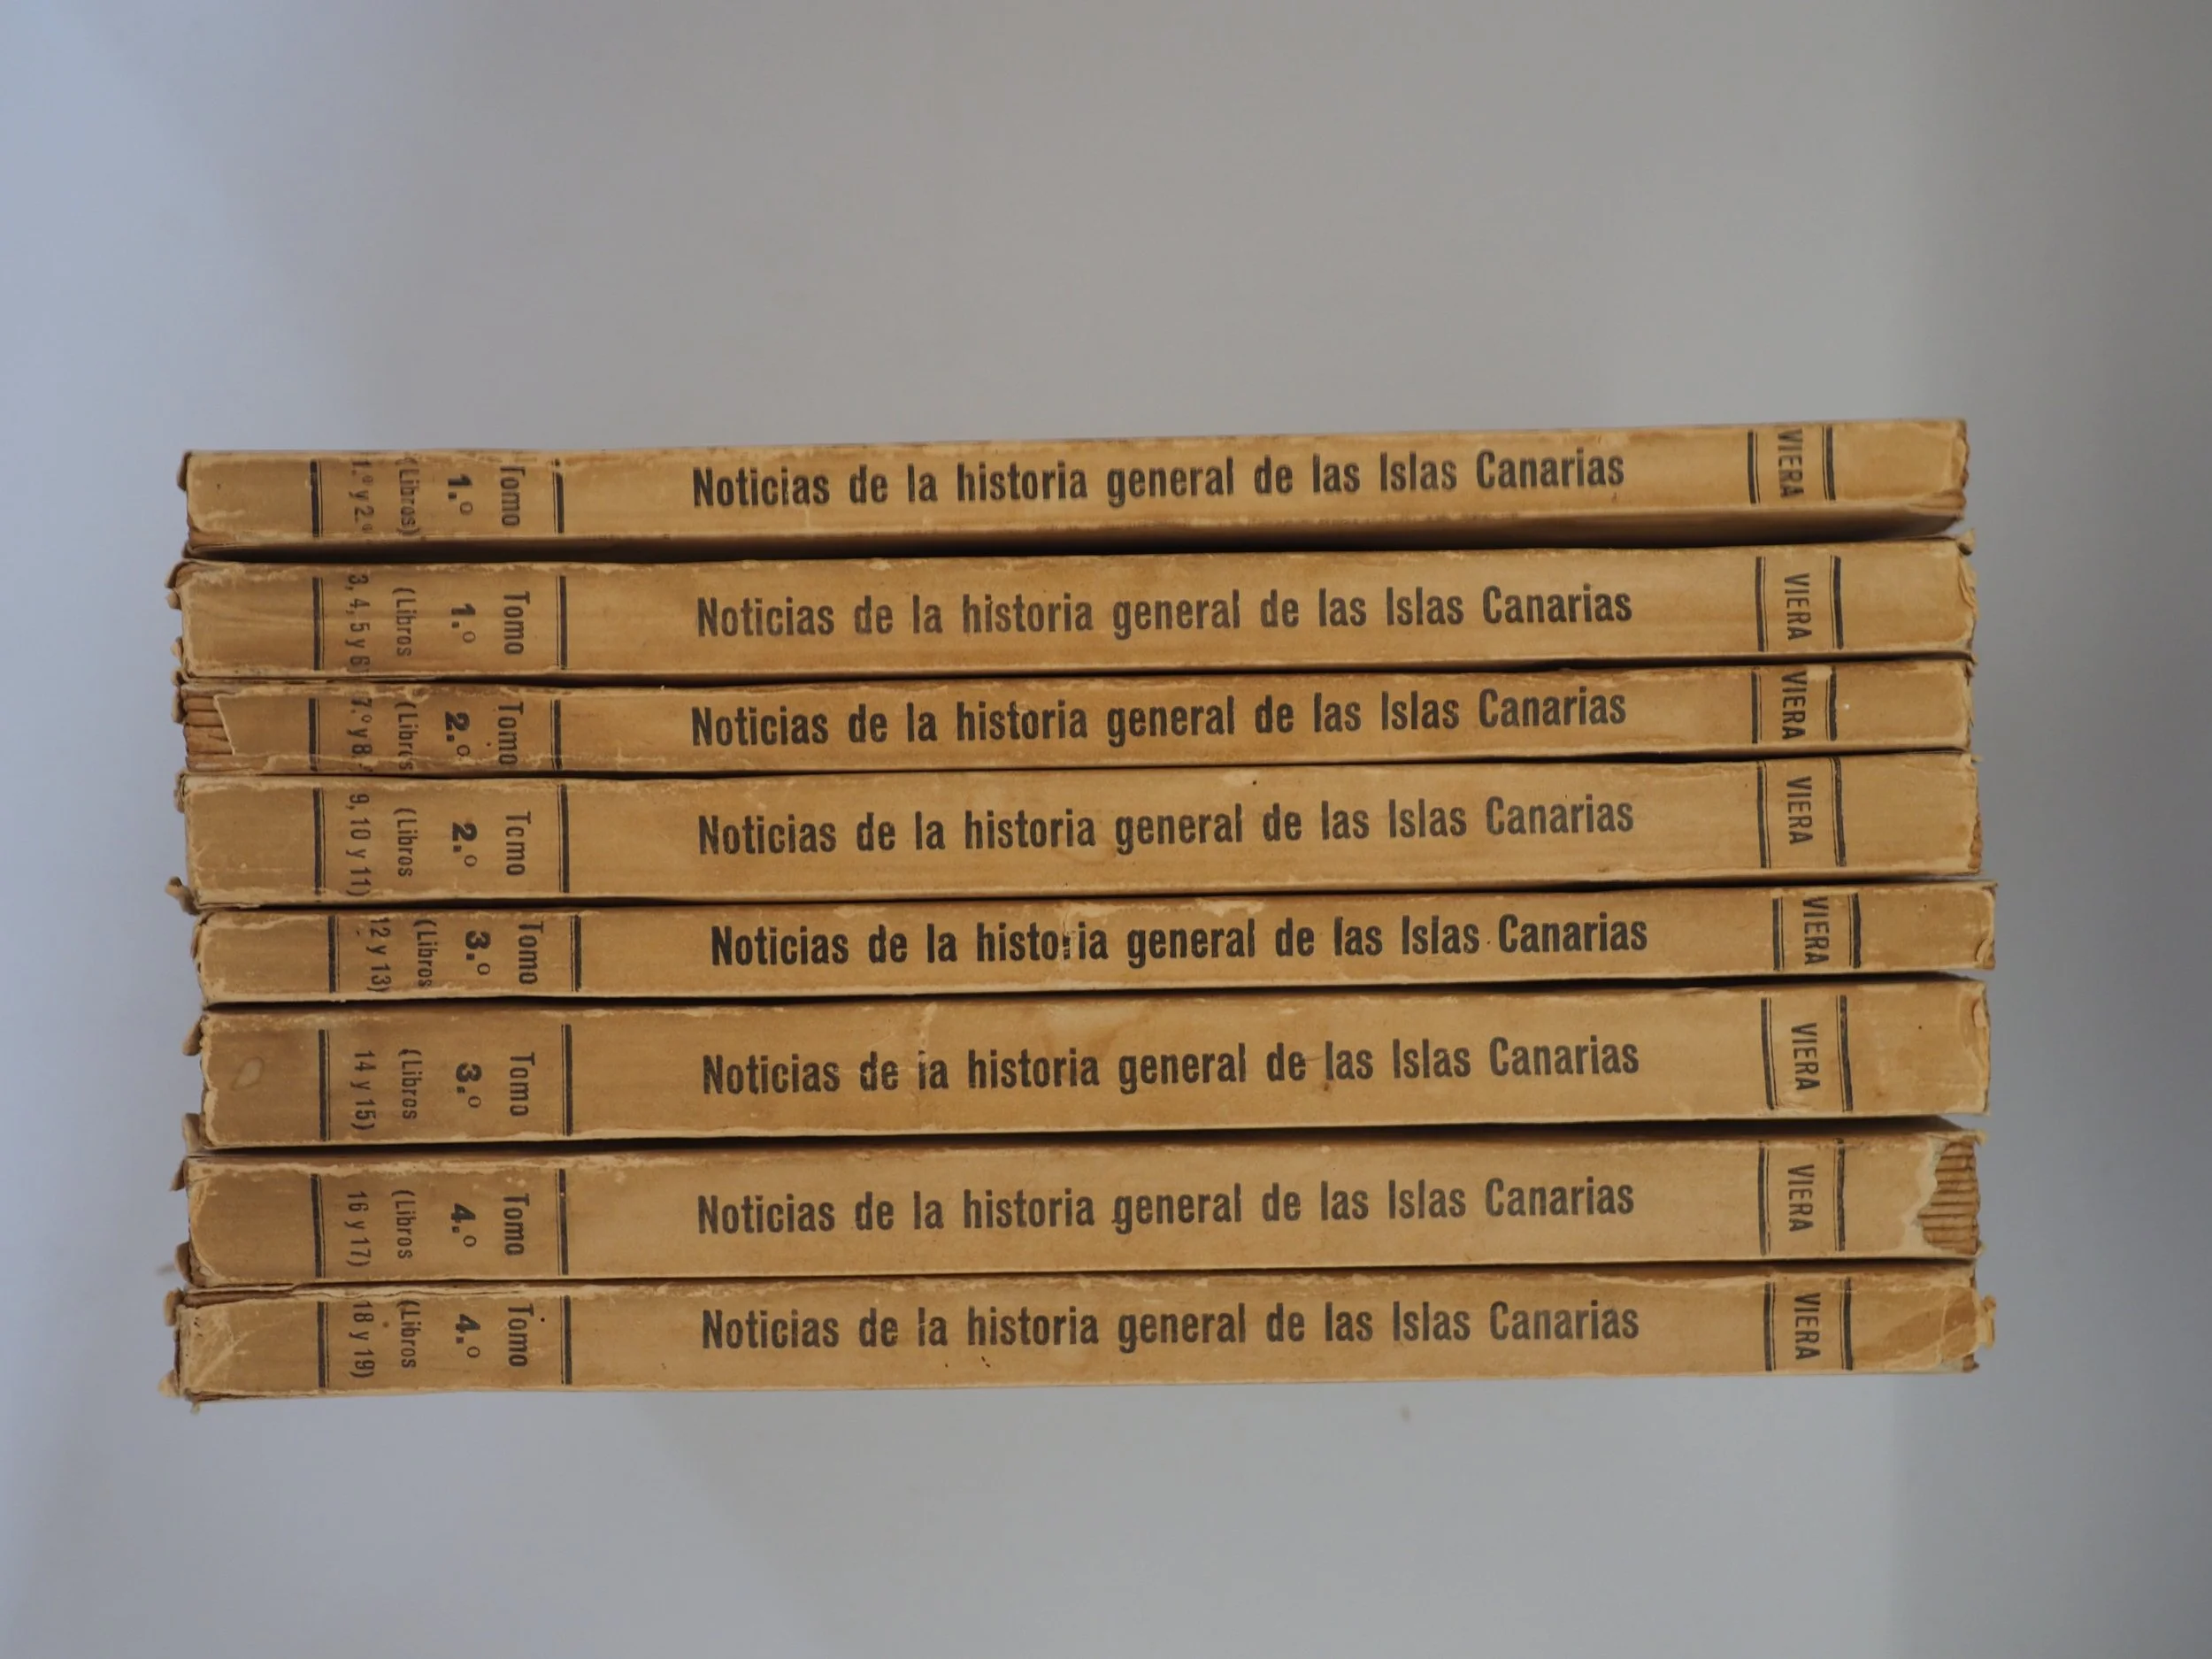 Tomo
1.º
(Libros)
1.º y 2.º
Noticias de la historia general de las Islas Canarias
VIERA
Tomo
1.º
(Libros
3, 4, 5 y 6
Noticias de la historia general de las Islas Canarias
VIERA
Tomo
2.º
(Libros
7.º y 8.º
Noticias de la historia general de las Islas Canarias
VIERA
Tomo
2.º
(Libros
9, 10 y 11)
Noticias de la historia general de las Islas Canarias
VIERA
Tomo
3.º
(Libros
12 y 13)
Noticias de la historia general de las Islas Canarias
VIERA
Tomo
3.º
(Libros
14 y 15)
Noticias de la historia general de las Islas Canarias
VIERA
Tomo
4.º
(Libros
16 y 17)
Noticias de la historia general de las Islas Canarias
VIERA
Tomo
4.º
(Libros
18 y 19)
Noticias de la historia general de las Islas Canarias
VIERA